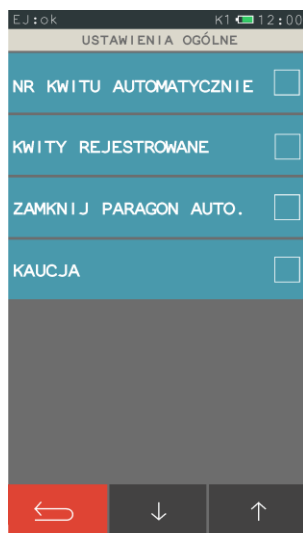 EJ:ok K1 12:00
USTAWIENIA OGÓLNE
NR KWITU AUTOMATYCZNIE
KWITY REJESTROWANE
ZAMKNIJ PARAGON AUTO.
KAUCJA